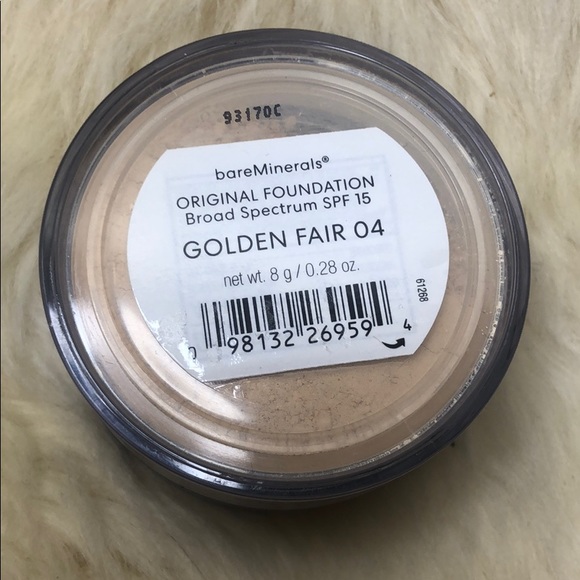 93170C
bareMinerals®
ORIGINAL FOUNDATION
Broad Spectrum SPF 15
GOLDEN FAIR 04
net wt. 8 g / 0.28 oz.
61268
0 98132 26959 4